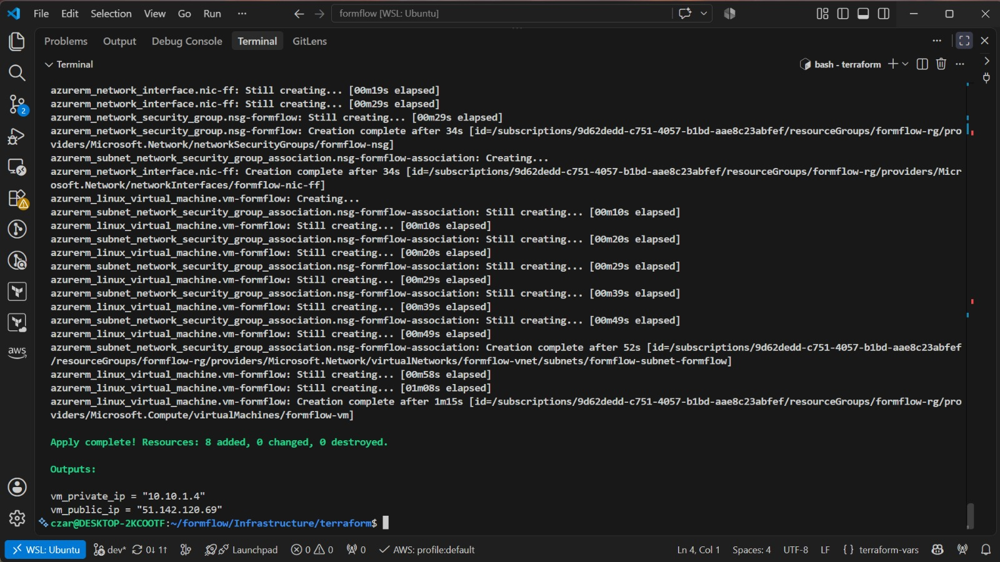 File Edit Selection View Go Run ··· formflow [WSL: Ubuntu]
Problems Output Debug Console Terminal GitLens
Terminal
bash - terraform
azurerm_network_interface.nic-ff: Still creating... [00m19s elapsed]
azurerm_network_interface.nic-ff: Still creating... [00m29s elapsed]
azurerm_network_security_group.nsg-formflow: Still creating... [00m29s elapsed]
azurerm_network_security_group.nsg-formflow: Creation complete after 34s [id=/subscriptions/9d62dedd-c751-4057-b1bd-aae8c23abfef/resourceGroups/formflow-rg/pro
viders/Microsoft.Network/networkSecurityGroups/formflow-nsg]
azurerm_subnet_network_security_group_association.nsg-formflow-association: Creating...
azurerm_network_interface.nic-ff: Creation complete after 34s [id=/subscriptions/9d62dedd-c751-4057-b1bd-aae8c23abfef/resourceGroups/formflow-rg/providers/Micr
osoft.Network/networkInterfaces/formflow-nic-ff]
azurerm_linux_virtual_machine.vm-formflow: Creating...
azurerm_subnet_network_security_group_association.nsg-formflow-association: Still creating... [00m10s elapsed]
azurerm_linux_virtual_machine.vm-formflow: Still creating... [00m10s elapsed]
azurerm_subnet_network_security_group_association.nsg-formflow-association: Still creating... [00m20s elapsed]
azurerm_linux_virtual_machine.vm-formflow: Still creating... [00m20s elapsed]
azurerm_subnet_network_security_group_association.nsg-formflow-association: Still creating... [00m29s elapsed]
azurerm_linux_virtual_machine.vm-formflow: Still creating... [00m29s elapsed]
azurerm_subnet_network_security_group_association.nsg-formflow-association: Still creating... [00m39s elapsed]
azurerm_linux_virtual_machine.vm-formflow: Still creating... [00m39s elapsed]
azurerm_subnet_network_security_group_association.nsg-formflow-association: Still creating... [00m49s elapsed]
azurerm_linux_virtual_machine.vm-formflow: Still creating... [00m49s elapsed]
azurerm_subnet_network_security_group_association.nsg-formflow-association: Creation complete after 52s [id=/subscriptions/9d62dedd-c751-4057-b1bd-aae8c23abfef
/resourceGroups/formflow-rg/providers/Microsoft.Network/virtualNetworks/formflow-vnet/subnets/formflow-subnet-formflow]
azurerm_linux_virtual_machine.vm-formflow: Still creating... [00m58s elapsed]
azurerm_linux_virtual_machine.vm-formflow: Still creating... [01m08s elapsed]
azurerm_linux_virtual_machine.vm-formflow: Creation complete after 1m15s [id=/subscriptions/9d62dedd-c751-4057-b1bd-aae8c23abfef/resourceGroups/formflow-rg/pro
viders/Microsoft.Compute/virtualMachines/formflow-vm]
Apply complete! Resources: 8 added, 0 changed, 0 destroyed.
Outputs:
vm_private_ip = "10.10.1.4"
vm_public_ip = "51.142.120.69"
czar@DESKTOP-2KCOOTF:~/formflow/Infrastructure/terraform$
2
aws
WSL: Ubuntu dev* 0↓ 1↑ Launchpad 0 0 0 AWS: profile:default Ln 4, Col 1 Spaces: 4 UTF-8 LF { } terraform-vars